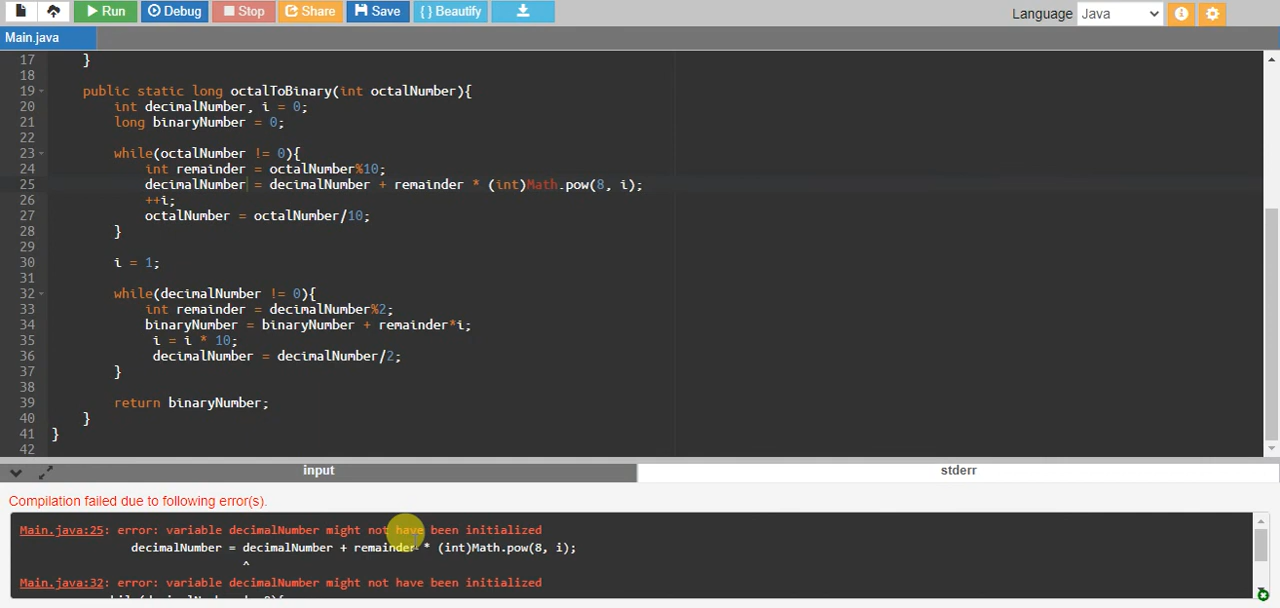 Run Debug Stop Share Save { } Beautify Language Java
Main.java
17 }
18
19 public static long octalToBinary(int octalNumber){
20 int decimalNumber, i = 0;
21 long binaryNumber = 0;
22
23 while(octalNumber != 0){
24 int remainder = octalNumber%10;
25 decimalNumber = decimalNumber + remainder * (int)Math.pow(8, i);
26 ++i;
27 octalNumber = octalNumber/10;
28 }
29
30 i = 1;
31
32 while(decimalNumber != 0){
33 int remainder = decimalNumber%2;
34 binaryNumber = binaryNumber + remainder*i;
35 i = i * 10;
36 decimalNumber = decimalNumber/2;
37 }
38
39 return binaryNumber;
40 }
41 }
42
input stderr
Compilation failed due to following error(s).
Main.java:25: error: variable decimalNumber might not have been initialized
decimalNumber = decimalNumber + remainder * (int)Math.pow(8, i);
^
Main.java:32: error: variable decimalNumber might not have been initialized